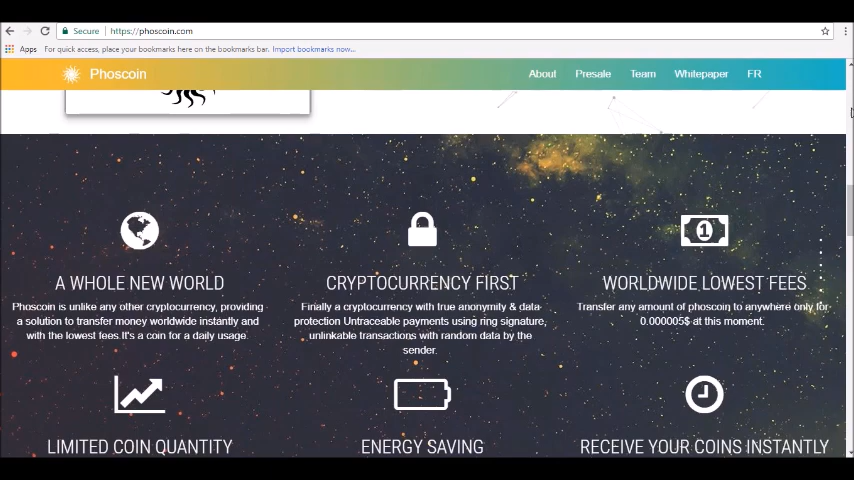 Secure https://phoscoin.com
Apps For quick access, place your bookmarks here on the bookmarks bar. Import bookmarks now...
Phoscoin About Presale Team Whitepaper FR
1
A WHOLE NEW WORLD
Phoscoin is unlike any other cryptocurrency, providing
a solution to transfer money worldwide instantly and
with the lowest fees.It's a coin for a daily usage.
CRYPTOCURRENCY FIRST
Finally a cryptocurrency with true anonymity & data
protection Untraceable payments using ring signature,
unlinkable transactions with random data by the
sender.
WORLDWIDE LOWEST FEES
Transfer any amount of phoscoin to anywhere only for
0.000005$ at this moment.
LIMITED COIN QUANTITY
ENERGY SAVING
RECEIVE YOUR COINS INSTANTLY